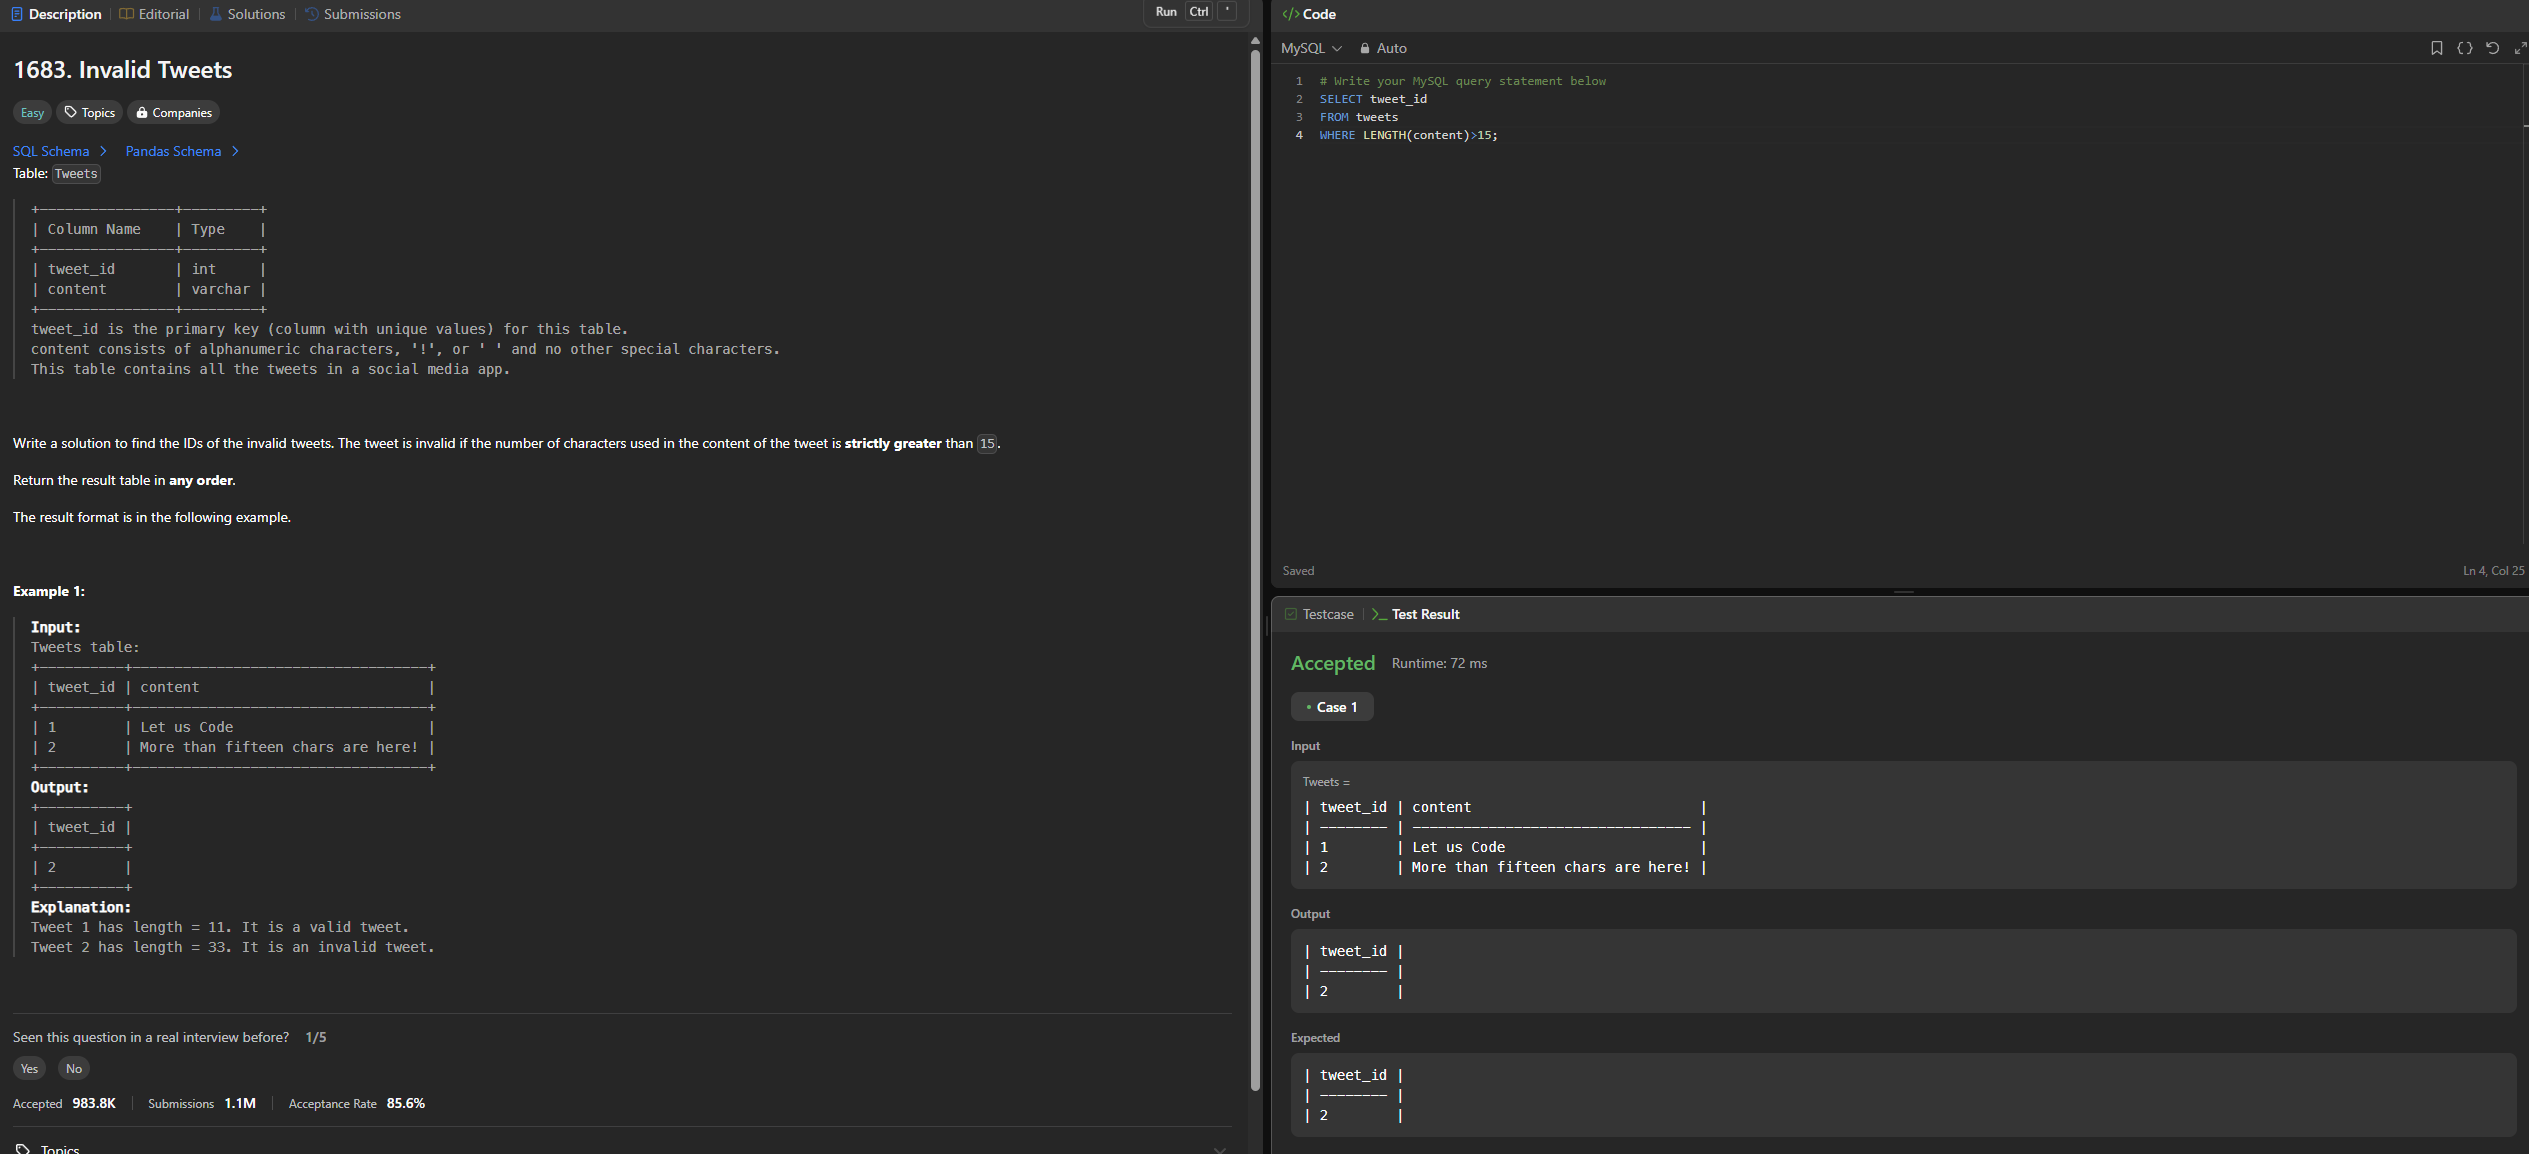 Description | Editorial | Solutions | Submissions
Run Ctrl '
1683. Invalid Tweets
Easy Topics Companies
SQL Schema > Pandas Schema >
Table: Tweets
+----------------+---------+
| Column Name    | Type    |
+----------------+---------+
| tweet_id       | int     |
| content        | varchar |
+----------------+---------+
tweet_id is the primary key (column with unique values) for this table.
content consists of alphanumeric characters, '!', or ' ' and no other special characters.
This table contains all the tweets in a social media app.
Write a solution to find the IDs of the invalid tweets. The tweet is invalid if the number of characters used in the content of the tweet is strictly greater than 15.
Return the result table in any order.
The result format is in the following example.
Example 1:
Input:
Tweets table:
+----------+-----------------------------------+
| tweet_id | content                           |
+----------+-----------------------------------+
| 1        | Let us Code                       |
| 2        | More than fifteen chars are here! |
+----------+-----------------------------------+
Output:
+----------+
| tweet_id |
+----------+
| 2        |
+----------+
Explanation:
Tweet 1 has length = 11. It is a valid tweet.
Tweet 2 has length = 33. It is an invalid tweet.
Seen this question in a real interview before? 1/5
Yes No
Accepted 983.8K | Submissions 1.1M | Acceptance Rate 85.6%
Topics
</> Code
MySQL Auto
1 # Write your MySQL query statement below
2 SELECT tweet_id
3 FROM tweets
4 WHERE LENGTH(content)>15;
Saved
Ln 4, Col 25
Testcase | >_ Test Result
Accepted Runtime: 72 ms
• Case 1
Input
Tweets =
| tweet_id | content                           |
| -------- | --------------------------------- |
| 1        | Let us Code                       |
| 2        | More than fifteen chars are here! |
Output
| tweet_id |
| -------- |
| 2        |
Expected
| tweet_id |
| -------- |
| 2        |